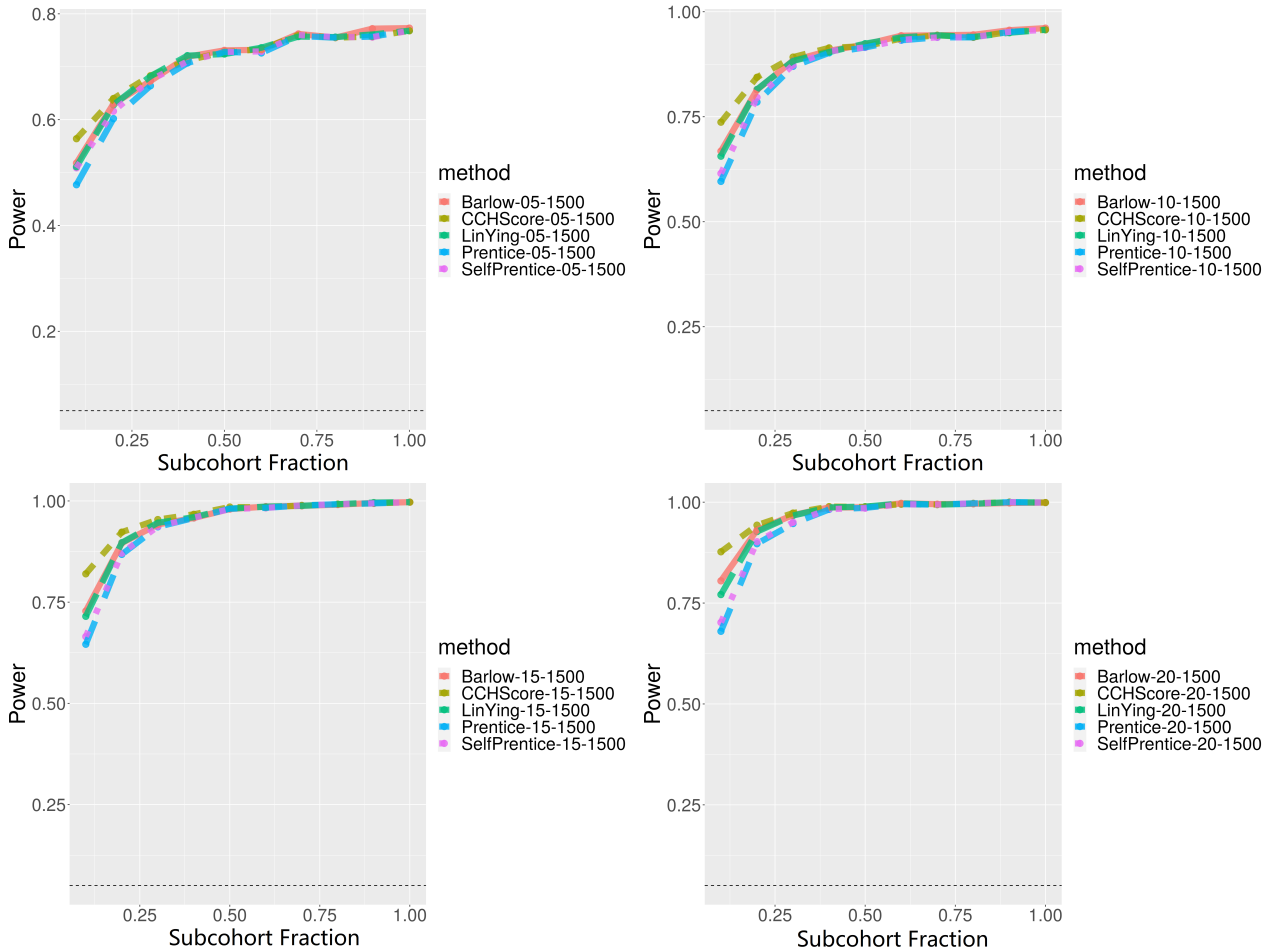 0.8
0.6
0.4
0.2
Power
0.25 0.50 0.75 1.00
Subcohort Fraction
method
Barlow-05-1500
CCHScore-05-1500
LinYing-05-1500
Prentice-05-1500
SelfPrentice-05-1500
1.00
0.75
0.50
0.25
Power
0.25 0.50 0.75 1.00
Subcohort Fraction
method
Barlow-10-1500
CCHScore-10-1500
LinYing-10-1500
Prentice-10-1500
SelfPrentice-10-1500
1.00
0.75
0.50
0.25
Power
0.25 0.50 0.75 1.00
Subcohort Fraction
method
Barlow-15-1500
CCHScore-15-1500
LinYing-15-1500
Prentice-15-1500
SelfPrentice-15-1500
1.00
0.75
0.50
0.25
Power
0.25 0.50 0.75 1.00
Subcohort Fraction
method
Barlow-20-1500
CCHScore-20-1500
LinYing-20-1500
Prentice-20-1500
SelfPrentice-20-1500